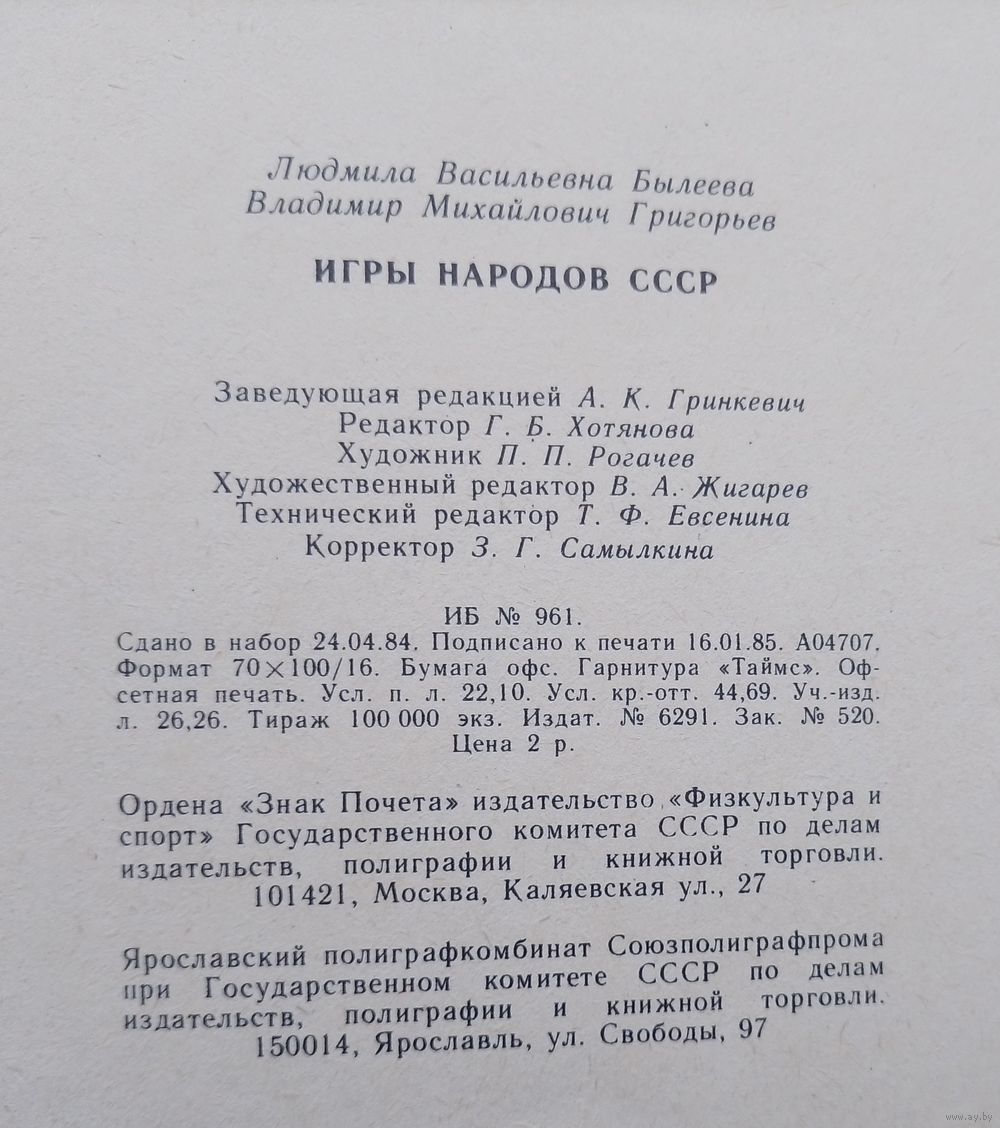 Людмила Васильевна Былеева
Владимир Михайлович Григорьев
ИГРЫ НАРОДОВ СССР
Заведующая редакцией А. К. Гринкевич
Редактор Г. Б. Хотянова
Художник П. П. Рогачев
Художественный редактор В. А. Жигарев
Технический редактор Т. Ф. Евсенина
Корректор З. Г. Самылкина
ИБ № 961.
Сдано в набор 24.04.84. Подписано к печати 16.01.85. А04707.
Формат 70×100/16. Бумага офс. Гарнитура «Таймс». Оф-
сетная печать. Усл. п. л. 22,10. Усл. кр.-отт. 44,69. Уч.-изд.
л. 26,26. Тираж 100 000 экз. Издат. № 6291. Зак. № 520.
Цена 2 р.
Ордена «Знак Почета» издательство «Физкультура и
спорт» Государственного комитета СССР по делам
издательств, полиграфии и книжной торговли.
101421, Москва, Каляевская ул., 27
Ярославский полиграфкомбинат Союзполиграфпрома
при Государственном комитете СССР по делам
издательств, полиграфии и книжной торговли.
150014, Ярославль, ул. Свободы, 97
www.ay.by